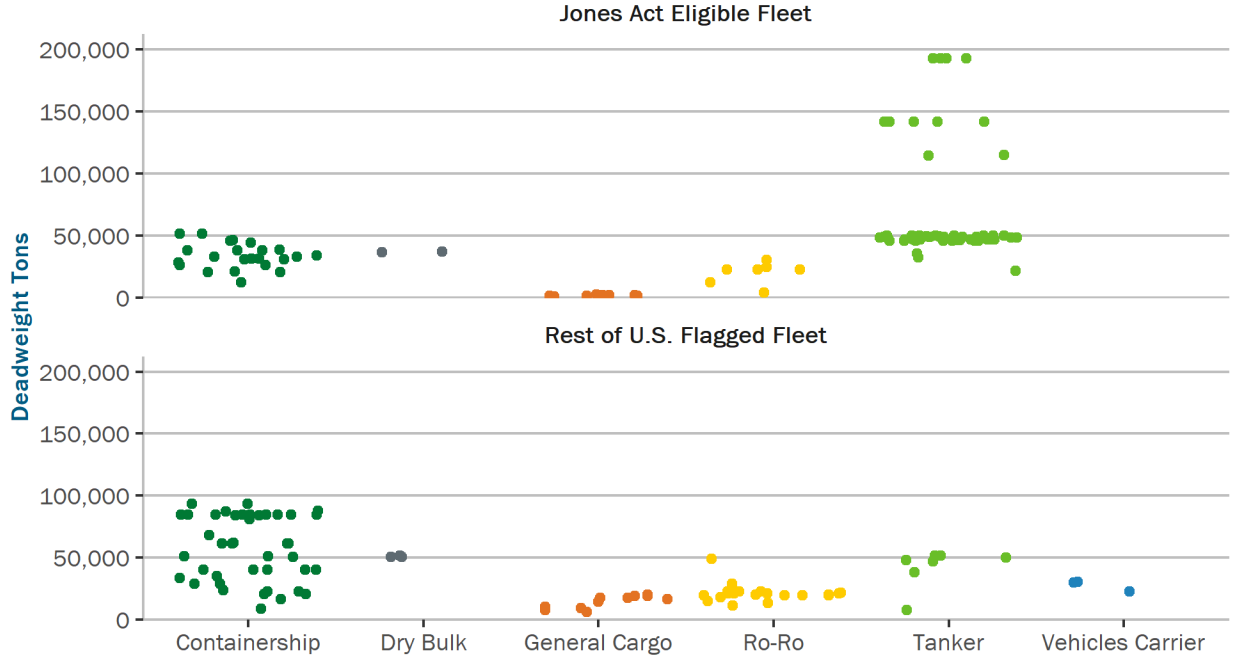 Jones Act Eligible Fleet
200,000
150,000
100,000
50,000
0
Deadweight Tons
Rest of U.S. Flagged Fleet
200,000
150,000
100,000
50,000
0
Containership Dry Bulk General Cargo Ro-Ro Tanker Vehicles Carrier